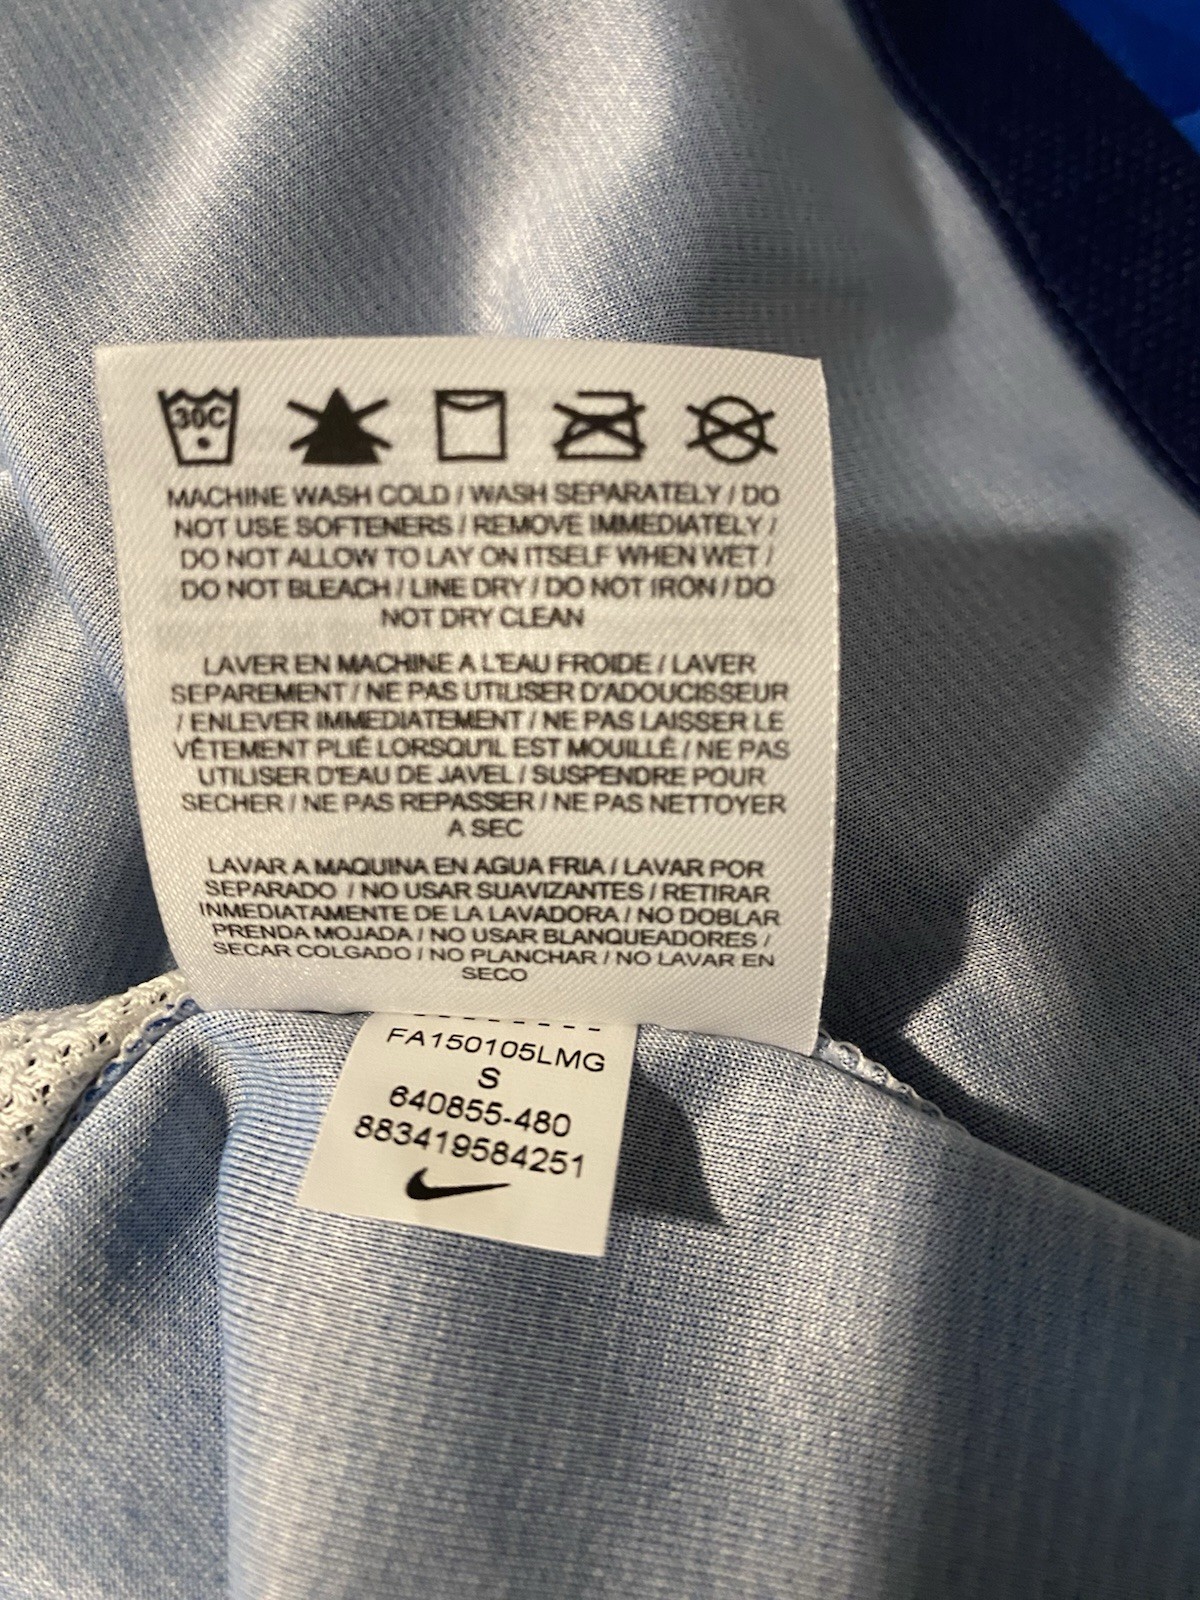 30C
MACHINE WASH COLD / WASH SEPARATELY / DO
NOT USE SOFTENERS / REMOVE IMMEDIATELY /
DO NOT ALLOW TO LAY ON ITSELF WHEN WET /
DO NOT BLEACH / LINE DRY / DO NOT IRON / DO
NOT DRY CLEAN
LAVER EN MACHINE A L'EAU FROIDE / LAVER
SEPAREMENT / NE PAS UTILISER D'ADOUCISSEUR
/ ENLEVER IMMEDIATEMENT / NE PAS LAISSER LE
VÊTEMENT PLIÉ LORSQU'IL EST MOUILLÉ / NE PAS
UTILISER D'EAU DE JAVEL / SUSPENDRE POUR
SECHER / NE PAS REPASSER / NE PAS NETTOYER
A SEC
LAVAR A MAQUINA EN AGUA FRIA / LAVAR POR
SEPARADO / NO USAR SUAVIZANTES / RETIRAR
INMEDIATAMENTE DE LA LAVADORA / NO DOBLAR
PRENDA MOJADA / NO USAR BLANQUEADORES /
SECAR COLGADO / NO PLANCHAR / NO LAVAR EN
SECO
FA150105LMG
S
640855-480
883419584251